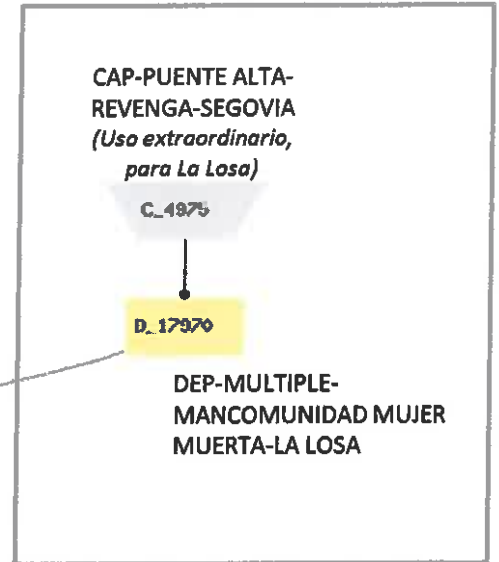 CAP-PUENTE ALTA-
REVENGA-SEGOVIA
(Uso extraordinario,
para La Losa)
C_4975
D_17970
DEP-MULTIPLE-
MANCOMUNIDAD MUJER
MUERTA-LA LOSA